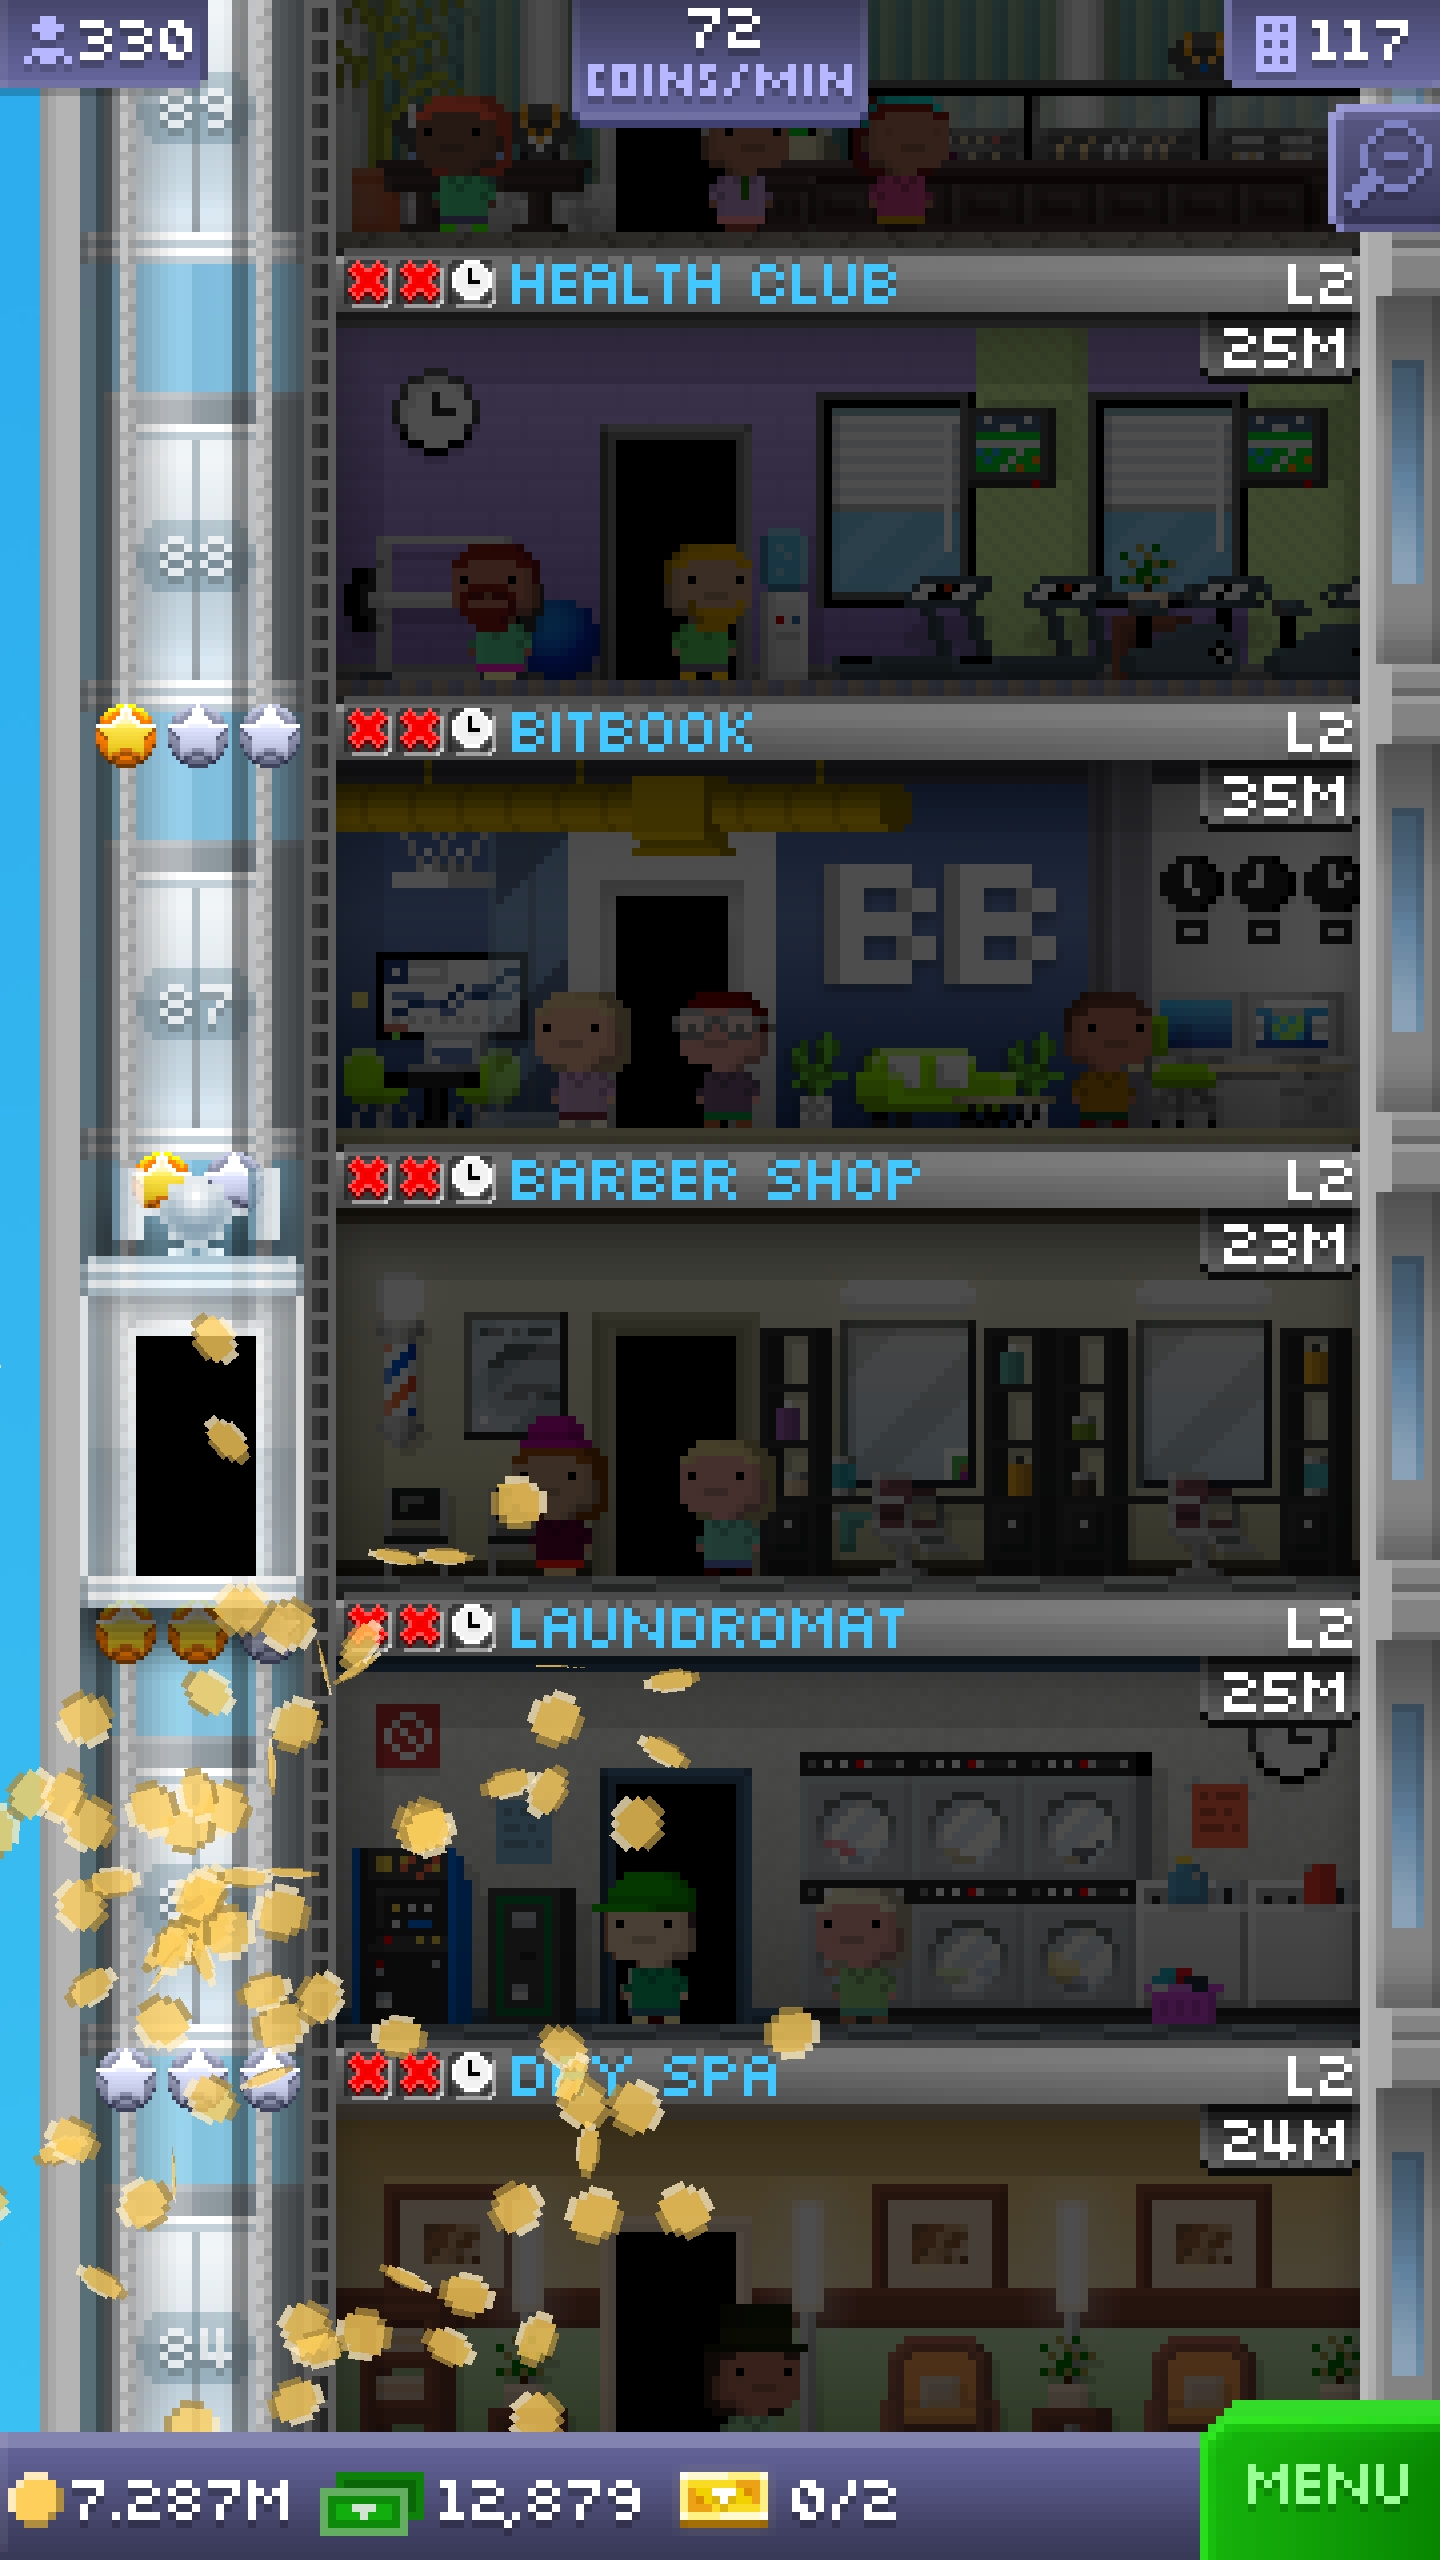 330
72
COINS/MIN
117
89
HEALTH CLUB
L2
25M
88
BITBOOK
L2
35M
BB
87
BARBER SHOP
L2
23M
LAUNDROMAT
L2
25M
SPA
L2
24M
84
7.287M
12,879
0/2
MENU